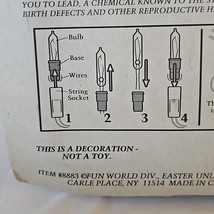 YOU TO LEAD, A CHEMICAL KNOWN TO THE
BIRTH DEFECTS AND OTHER REPRODUCTIVE H
Bulb
Base
Wires
String
Socket
1 2 3 4
THIS IS A DECORATION -
NOT A TOY.
ITEM #8883 ©FUN WORLD DIV., EASTER UNL
CARLE PLACE, NY 11514 MADE IN C